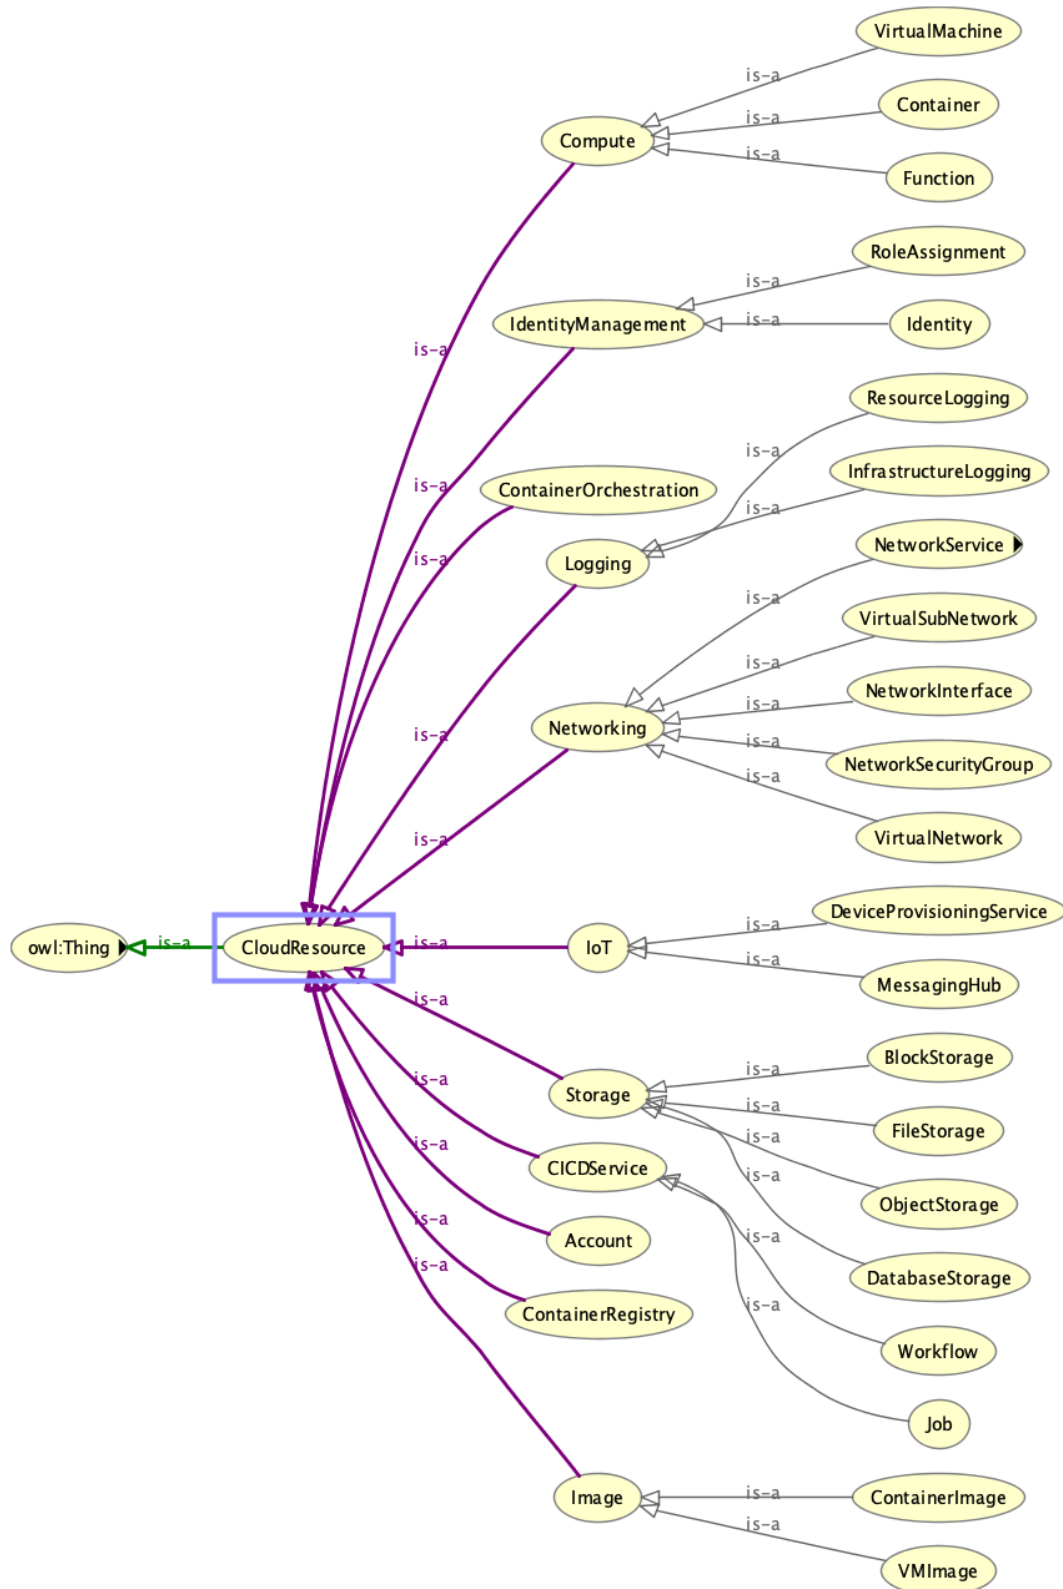 VirtualMachine
is-a
Container
is-a
Compute
is-a
Function
RoleAssignment
is-a
IdentityManagement
is-a
Identity
is-a
ResourceLogging
is-a
InfrastructureLogging
is-a
ContainerOrchestration
is-a
is-a
NetworkService
Logging
is-a
is-a
VirtualSubNetwork
is-a
NetworkInterface
is-a
Networking
is-a
is-a
NetworkSecurityGroup
is-a
VirtualNetwork
is-a
DeviceProvisioningService
is-a
owl:Thing
is-a
CloudResource
is-a
IoT
is-a
MessagingHub
is-a
BlockStorage
is-a
Storage
is-a
FileStorage
is-a
is-a
CICDService
is-a
ObjectStorage
is-a
Account
is-a
DatabaseStorage
is-a
is-a
ContainerRegistry
is-a
Workflow
Job
Image
is-a
ContainerImage
is-a
VMImage